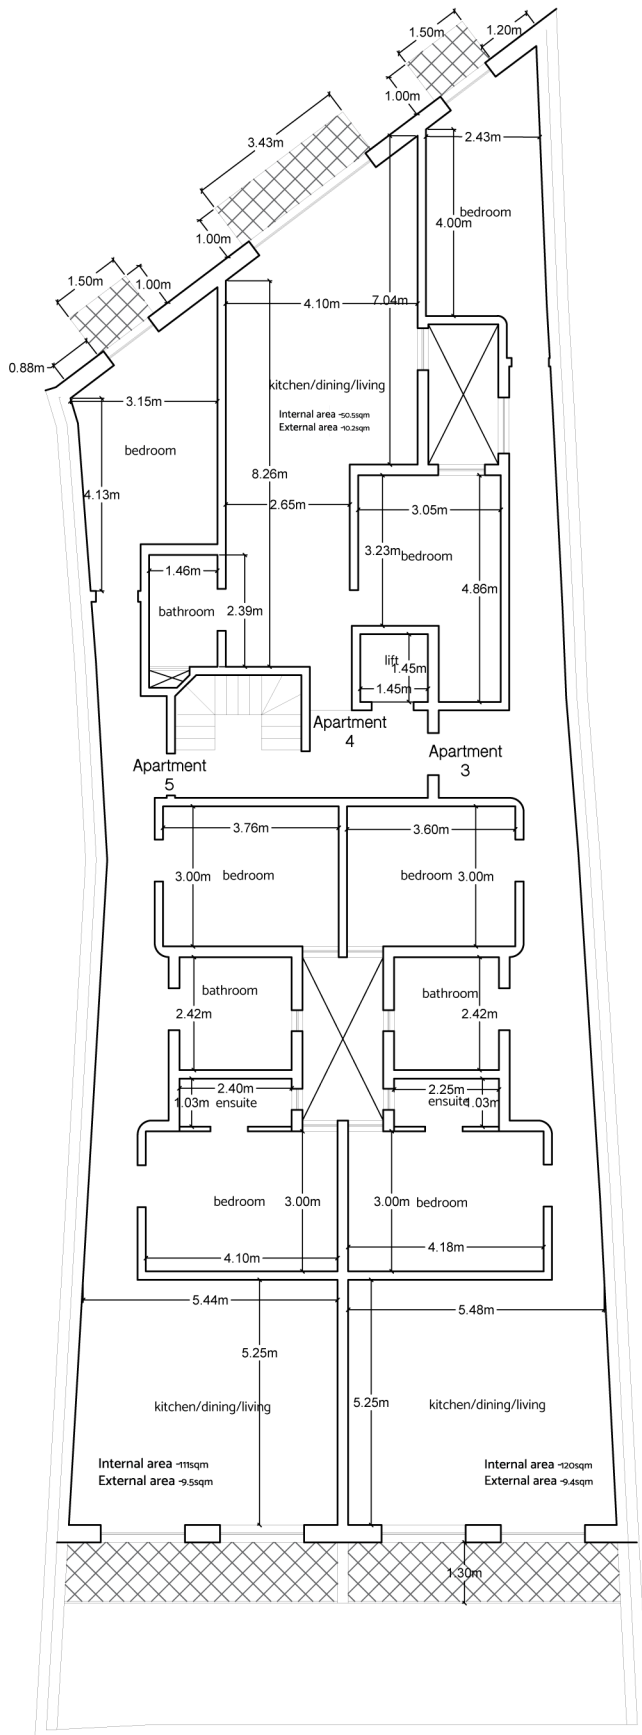 1.20m
1.50m
1.00m
2.43m
3.43m
bedroom
4.00m
1.00m
1.50m
1.00m
7.04m
4.10m
0.88m
kitchen/dining/living
3.15m
Internal area -50.5sqm
External area -10.2sqm
bedroom
8.26m
4.13m
2.65m
3.05m
3.23m
bedroom
1.46m
4.86m
bathroom
2.39m
lift
1.45m
1.45m
Apartment
4
Apartment
3
Apartment
5
3.76m
3.60m
3.00m
bedroom
bedroom
3.00m
bathroom
bathroom
2.42m
2.42m
2.40m
2.25m
1.03m
ensuite
ensuite
1.03m
bedroom
3.00m
3.00m
bedroom
4.10m
4.18m
5.44m
5.48m
5.25m
5.25m
kitchen/dining/living
kitchen/dining/living
Internal area -111sqm
External area -9.5sqm
Internal area -120sqm
External area -9.4sqm
1.30m